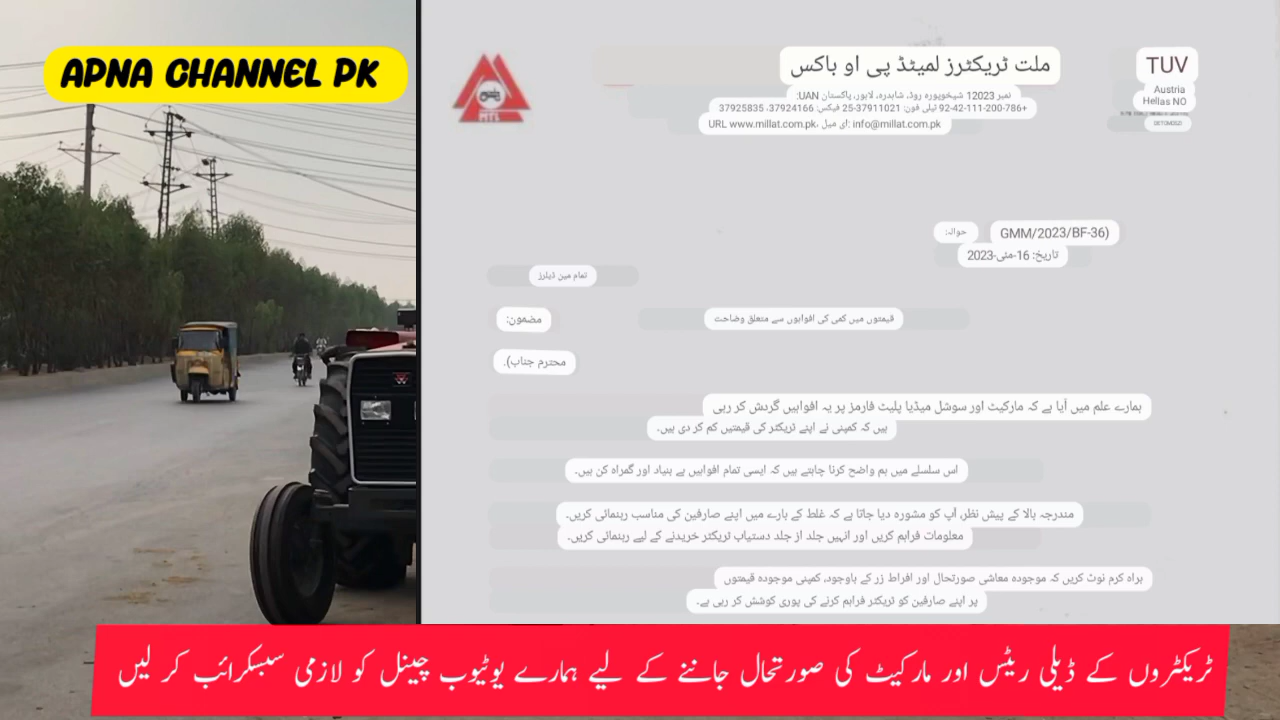 APNA CHANNEL PK
MTL
ملت ٹریکٹرز لمیٹڈ پی او باکس
نمبر 12023 شیخوپورہ روڈ، شاہدرہ، لاہور، پاکستان UAN:
+92-42-111-200-786 ٹیلی فون: 37911021-25 فیکس: 37924166، 37925835
URL www.millat.com.pk، ای میل: info@millat.com.pk
TUV
Austria
Hellas NO
حوالہ:
GMM/2023/BF-36)
تاریخ: 16-مئی-2023
تمام مین ڈیلرز
مضمون:
قیمتوں میں کمی کی افواہوں سے متعلق وضاحت
محترم جناب).
ہمارے علم میں آیا ہے کہ مارکیٹ اور سوشل میڈیا پلیٹ فارمز پر یہ افواہیں گردش کر رہی
ہیں کہ کمپنی نے اپنے ٹریکٹر کی قیمتیں کم کر دی ہیں۔
اس سلسلے میں ہم واضح کرنا چاہتے ہیں کہ ایسی تمام افواہیں بے بنیاد اور گمراہ کن ہیں۔
مندرجہ بالا کے پیش نظر، آپ کو مشورہ دیا جاتا ہے کہ غلط کے بارے میں اپنے صارفین کی مناسب رہنمائی کریں۔
معلومات فراہم کریں اور انہیں جلد از جلد دستیاب ٹریکٹر خریدنے کے لیے رہنمائی کریں۔
براہ کرم نوٹ کریں کہ موجودہ معاشی صورتحال اور افراط زر کے باوجود، کمپنی موجودہ قیمتوں
پر اپنے صارفین کو ٹریکٹر فراہم کرنے کی پوری کوشش کر رہی ہے۔
ٹریکٹروں کے ڈیلی ریٹس اور مارکیٹ کی صورتحال جاننے کے لیے ہمارے یوٹیوب چینل کو لازمی سبسکرائب کر لیں